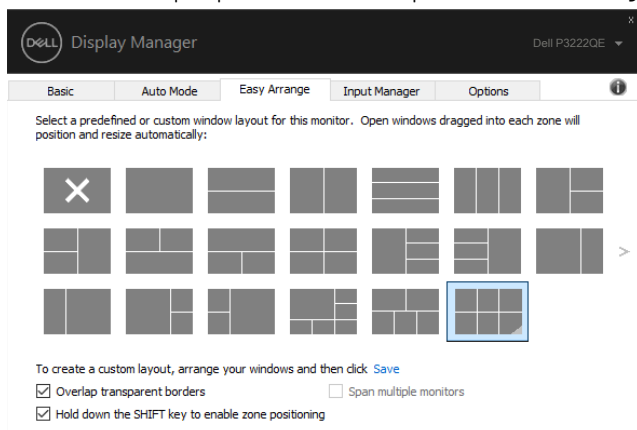 DELL Display Manager
Dell P3222QE
Basic Auto Mode Easy Arrange Input Manager Options
Select a predefined or custom window layout for this monitor. Open windows dragged into each zone will
position and resize automatically:
To create a custom layout, arrange your windows and then click Save
Overlap transparent borders
Span multiple monitors
Hold down the SHIFT key to enable zone positioning